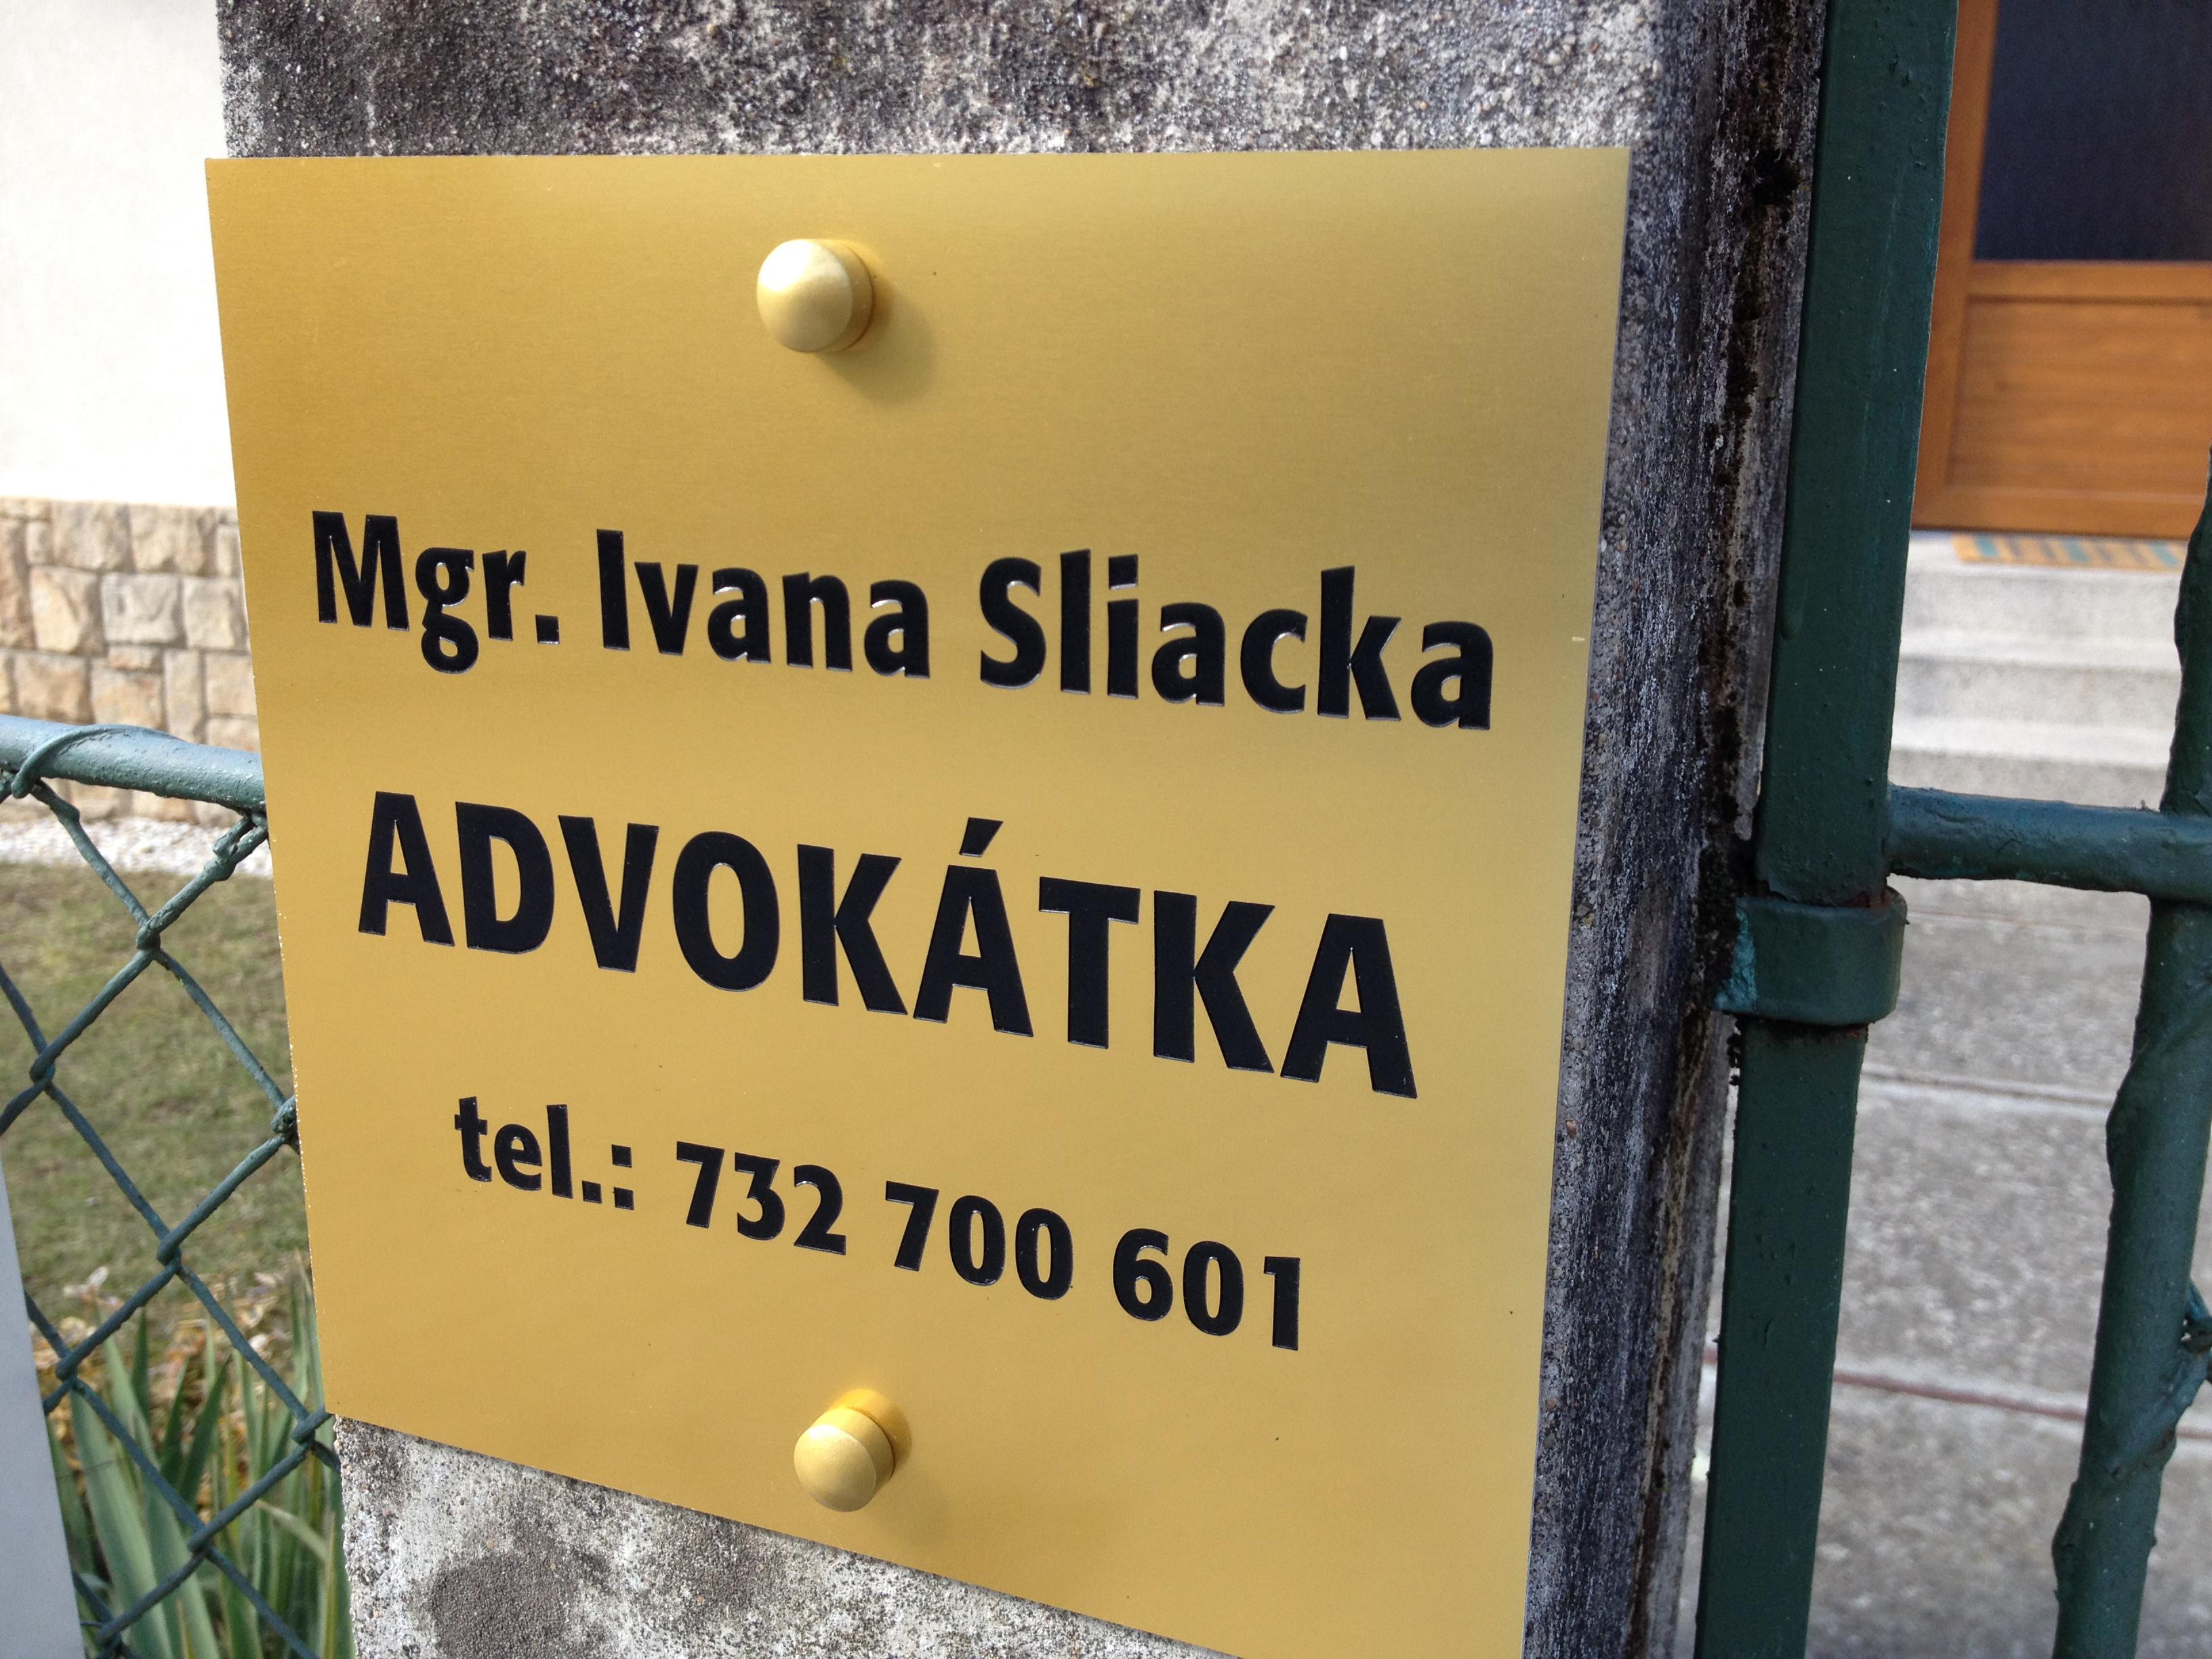 Mgr. Ivana Sliacka
ADVOKÁTKA
tel.: 732 700 601